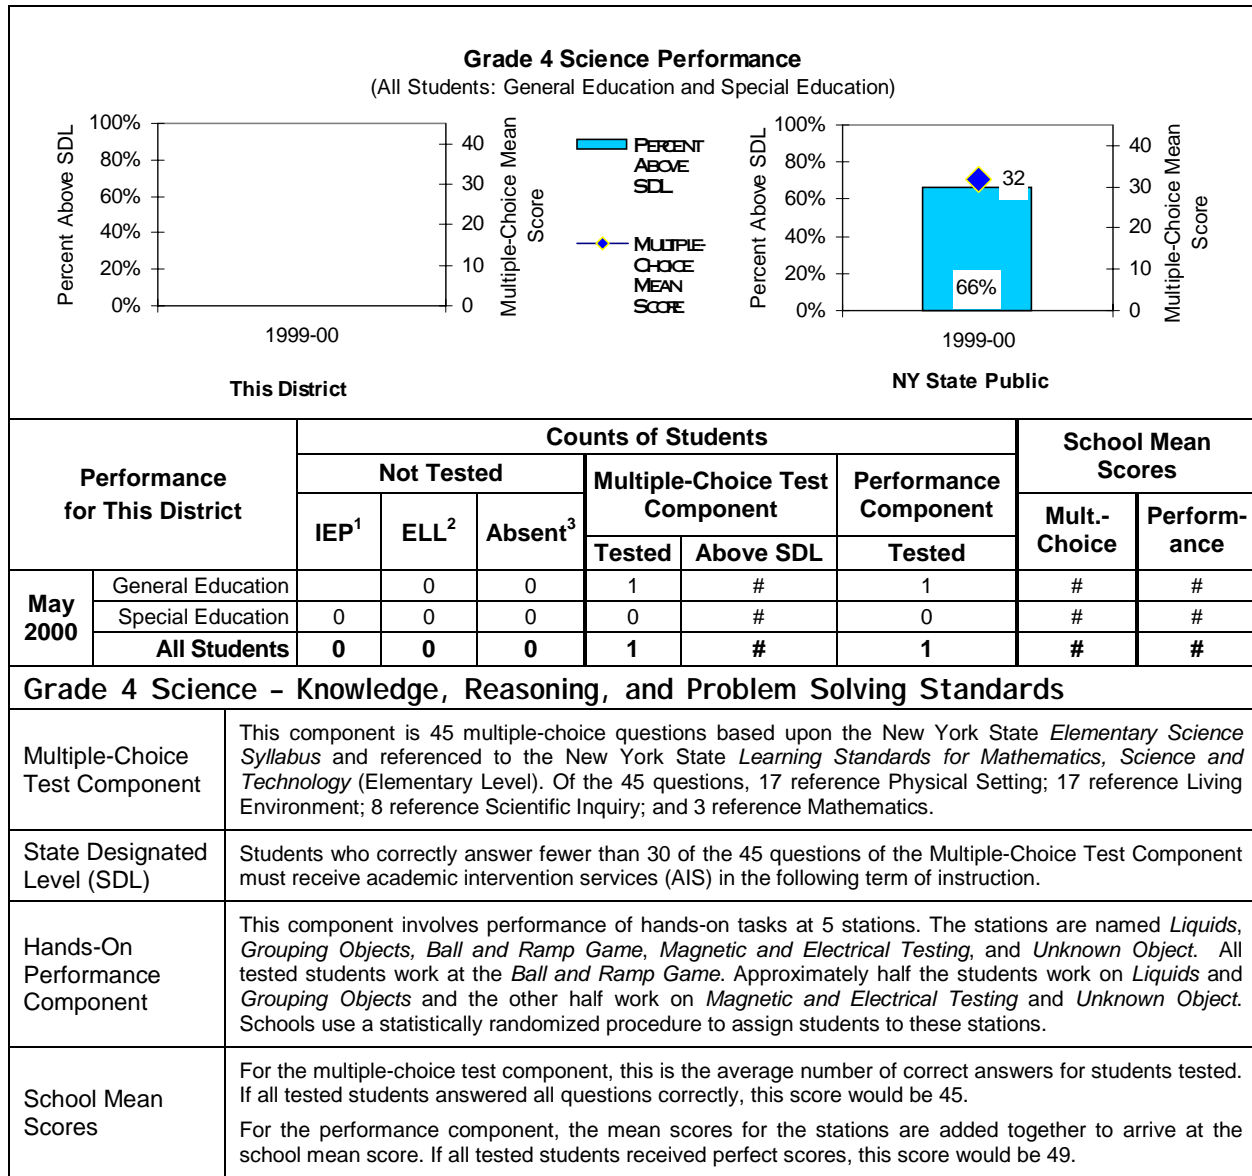 Grade 4 Science Performance
(All Students: General Education and Special Education)
Percent Above SDL
100%
80%
60%
40%
20%
0%
40
30
20
10
0
Multiple-Choice Mean
Score
1999-00
This District
PERCENT
ABOVE
SDL
MULTIPLE-
CHOICE
MEAN
SCORE
Percent Above SDL
100%
80%
60%
40%
20%
0%
32
66%
40
30
20
10
0
Multiple-Choice Mean
Score
1999-00
NY State Public
Performance
for This District
Counts of Students
School Mean
Scores
Not Tested
Multiple-Choice Test
Component
Performance
Component
IEP1 ELL2 Absent3
Tested Above SDL Tested
Mult.-
Choice
Perform-
ance
May
2000
General Education 0 0 1 # 1 # #
Special Education 0 0 0 0 # 0 # #
All Students 0 0 0 1 # 1 # #
Grade 4 Science – Knowledge, Reasoning, and Problem Solving Standards
Multiple-Choice
Test Component
This component is 45 multiple-choice questions based upon the New York State Elementary Science
Syllabus and referenced to the New York State Learning Standards for Mathematics, Science and
Technology (Elementary Level). Of the 45 questions, 17 reference Physical Setting; 17 reference Living
Environment; 8 reference Scientific Inquiry; and 3 reference Mathematics.
State Designated
Level (SDL)
Students who correctly answer fewer than 30 of the 45 questions of the Multiple-Choice Test Component
must receive academic intervention services (AIS) in the following term of instruction.
Hands-On
Performance
Component
This component involves performance of hands-on tasks at 5 stations. The stations are named Liquids,
Grouping Objects, Ball and Ramp Game, Magnetic and Electrical Testing, and Unknown Object. All
tested students work at the Ball and Ramp Game. Approximately half the students work on Liquids and
Grouping Objects and the other half work on Magnetic and Electrical Testing and Unknown Object.
Schools use a statistically randomized procedure to assign students to these stations.
School Mean
Scores
For the multiple-choice test component, this is the average number of correct answers for students tested.
If all tested students answered all questions correctly, this score would be 45.
For the performance component, the mean scores for the stations are added together to arrive at the
school mean score. If all tested students received perfect scores, this score would be 49.